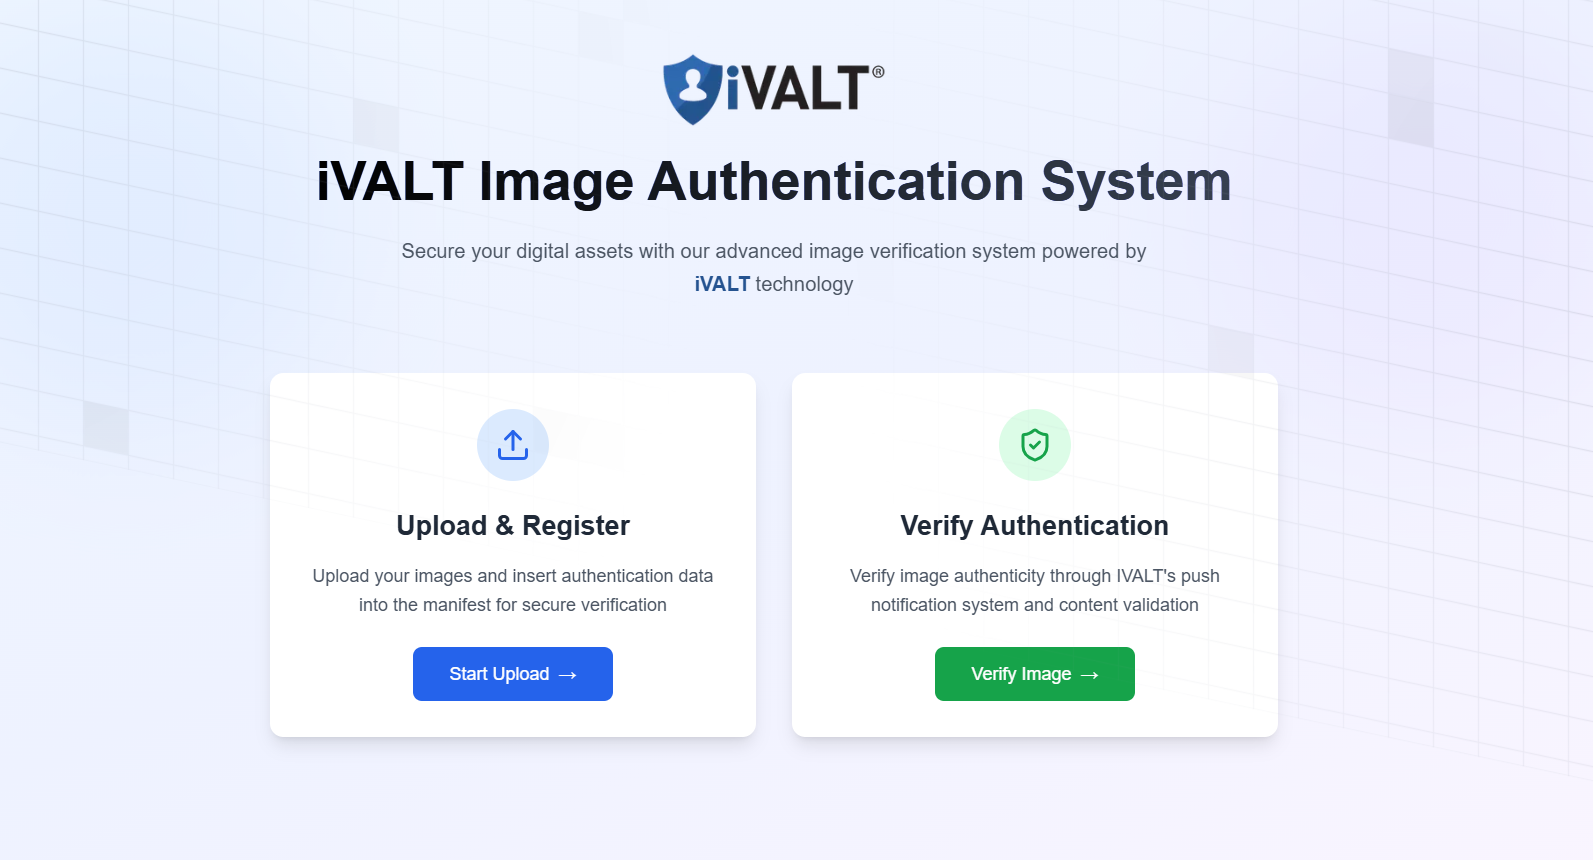 iVALT®
iVALT Image Authentication System
Secure your digital assets with our advanced image verification system powered by
iVALT technology
Upload & Register
Upload your images and insert authentication data
into the manifest for secure verification
Start Upload →
Verify Authentication
Verify image authenticity through IVALT's push
notification system and content validation
Verify Image →